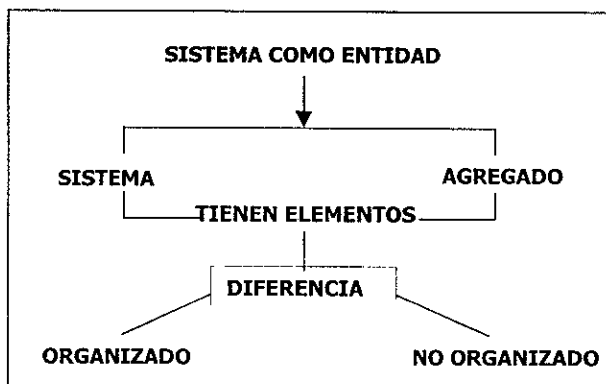 SISTEMA COMO ENTIDAD
SISTEMA
AGREGADO
TIENEN ELEMENTOS
DIFERENCIA
ORGANIZADO
NO ORGANIZADO